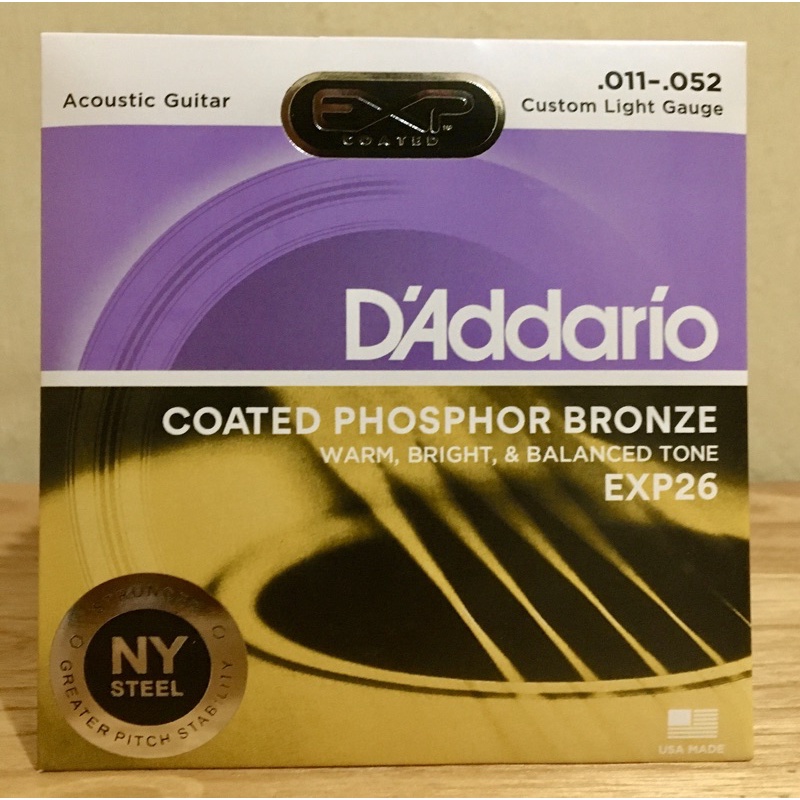 Acoustic Guitar
EXP
COATED
.011-.052
Custom Light Gauge
D'Addario
COATED PHOSPHOR BRONZE
WARM, BRIGHT, & BALANCED TONE
EXP26
NY
STEEL
GREATER PITCH STABILITY
USA MADE